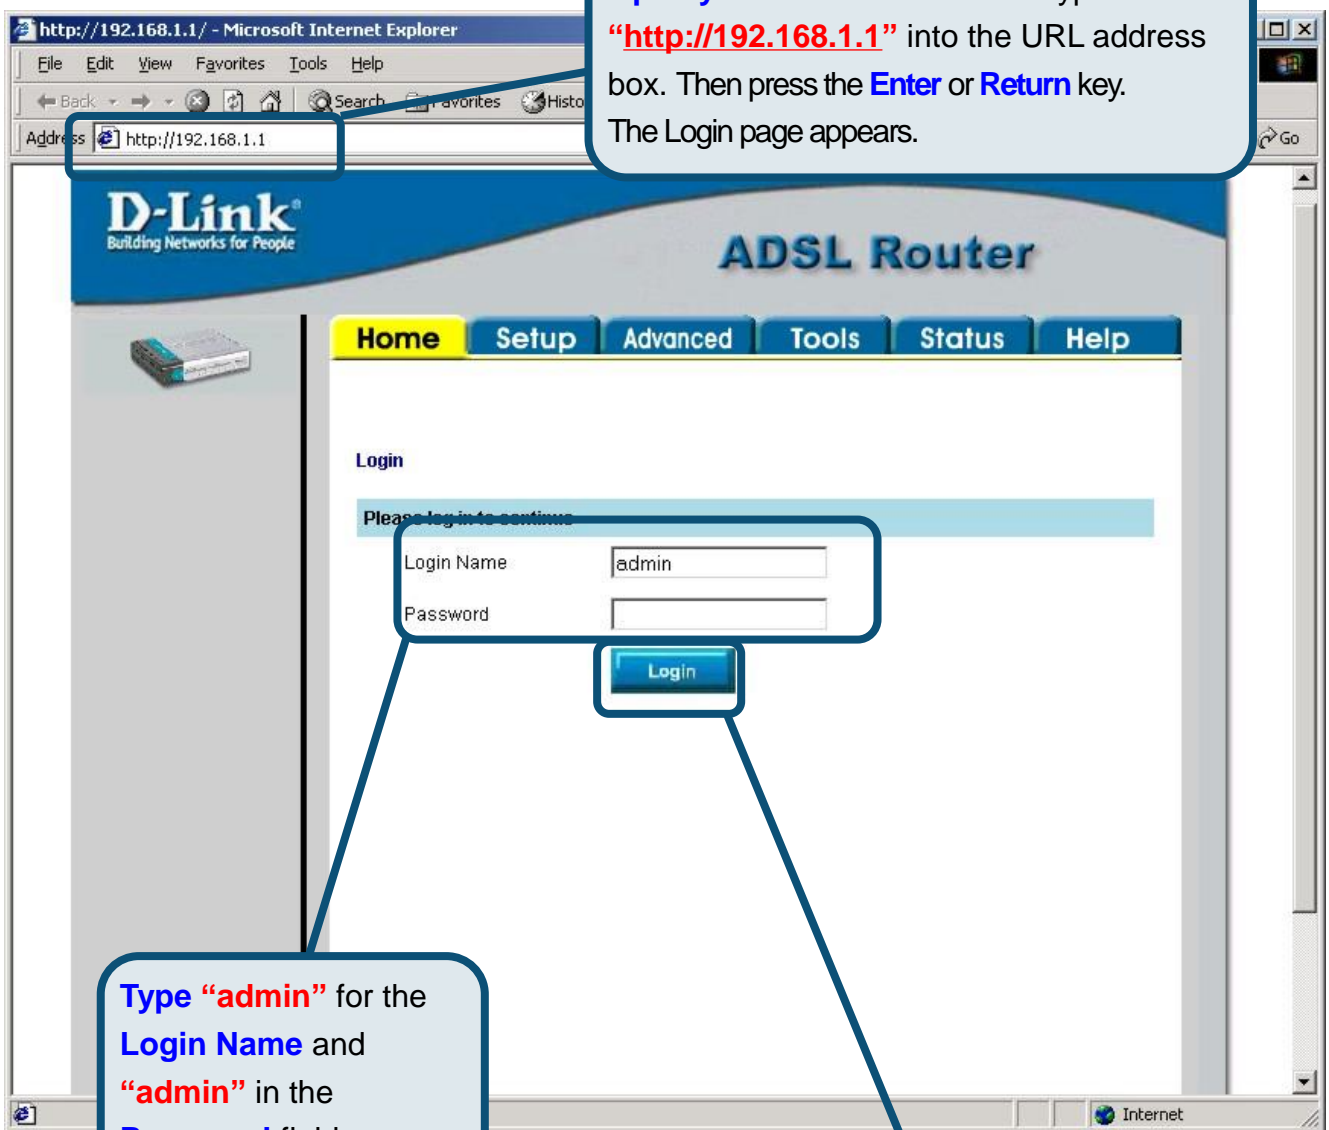 http://192.168.1.1/ - Microsoft Internet Explorer
File Edit View Favorites Tools Help
Back Search Favorites Histo
Address http://192.168.1.1
Go
“http://192.168.1.1” into the URL address
box. Then press the Enter or Return key.
The Login page appears.
D-Link®
Building Networks for People
ADSL Router
Home Setup Advanced Tools Status Help
Login
Please log in to continue
Login Name admin
Password
Login
Type “admin” for the
Login Name and
“admin” in the
Internet